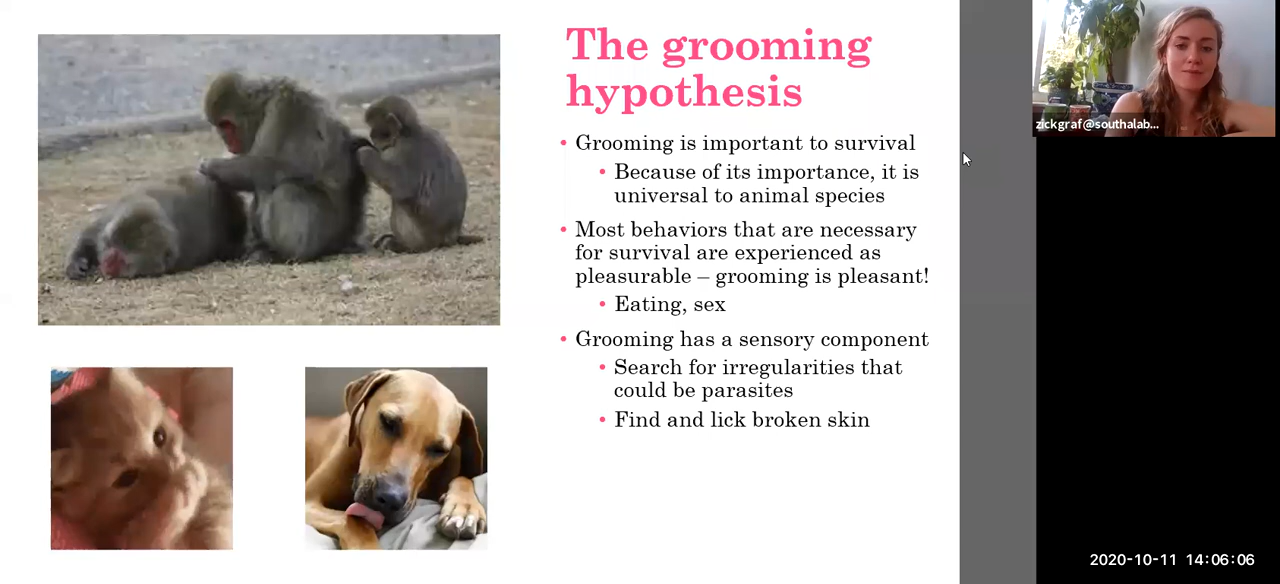 The grooming
hypothesis
• Grooming is important to survival
• Because of its importance, it is
universal to animal species
• Most behaviors that are necessary
for survival are experienced as
pleasurable – grooming is pleasant!
• Eating, sex
• Grooming has a sensory component
• Search for irregularities that
could be parasites
• Find and lick broken skin
zickgraf@southalab...
2020-10-11 14:06:06